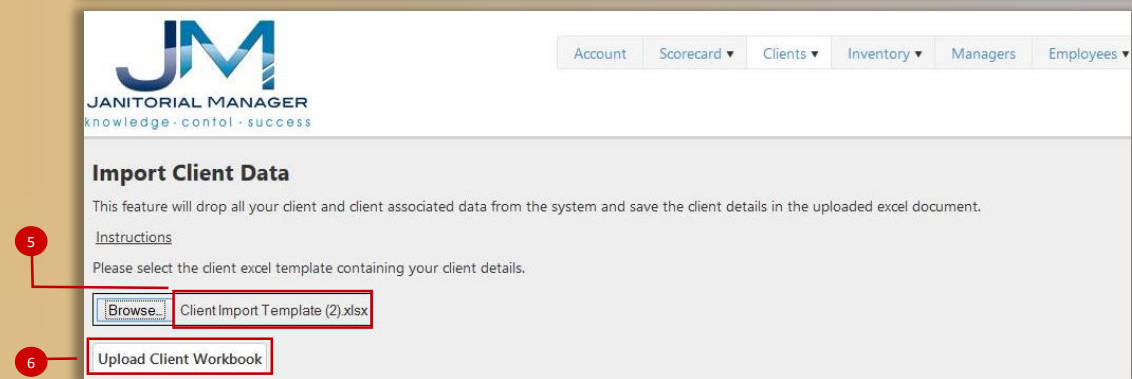 JM
JANITORIAL MANAGER
knowledge · contol · success
Account Scorecard ▾ Clients ▾ Inventory ▾ Managers Employees ▾
Import Client Data
This feature will drop all your client and client associated data from the system and save the client details in the uploaded excel document.
Instructions
5
Please select the client excel template containing your client details.
Browse... Client Import Template (2).xlsx
6 Upload Client Workbook